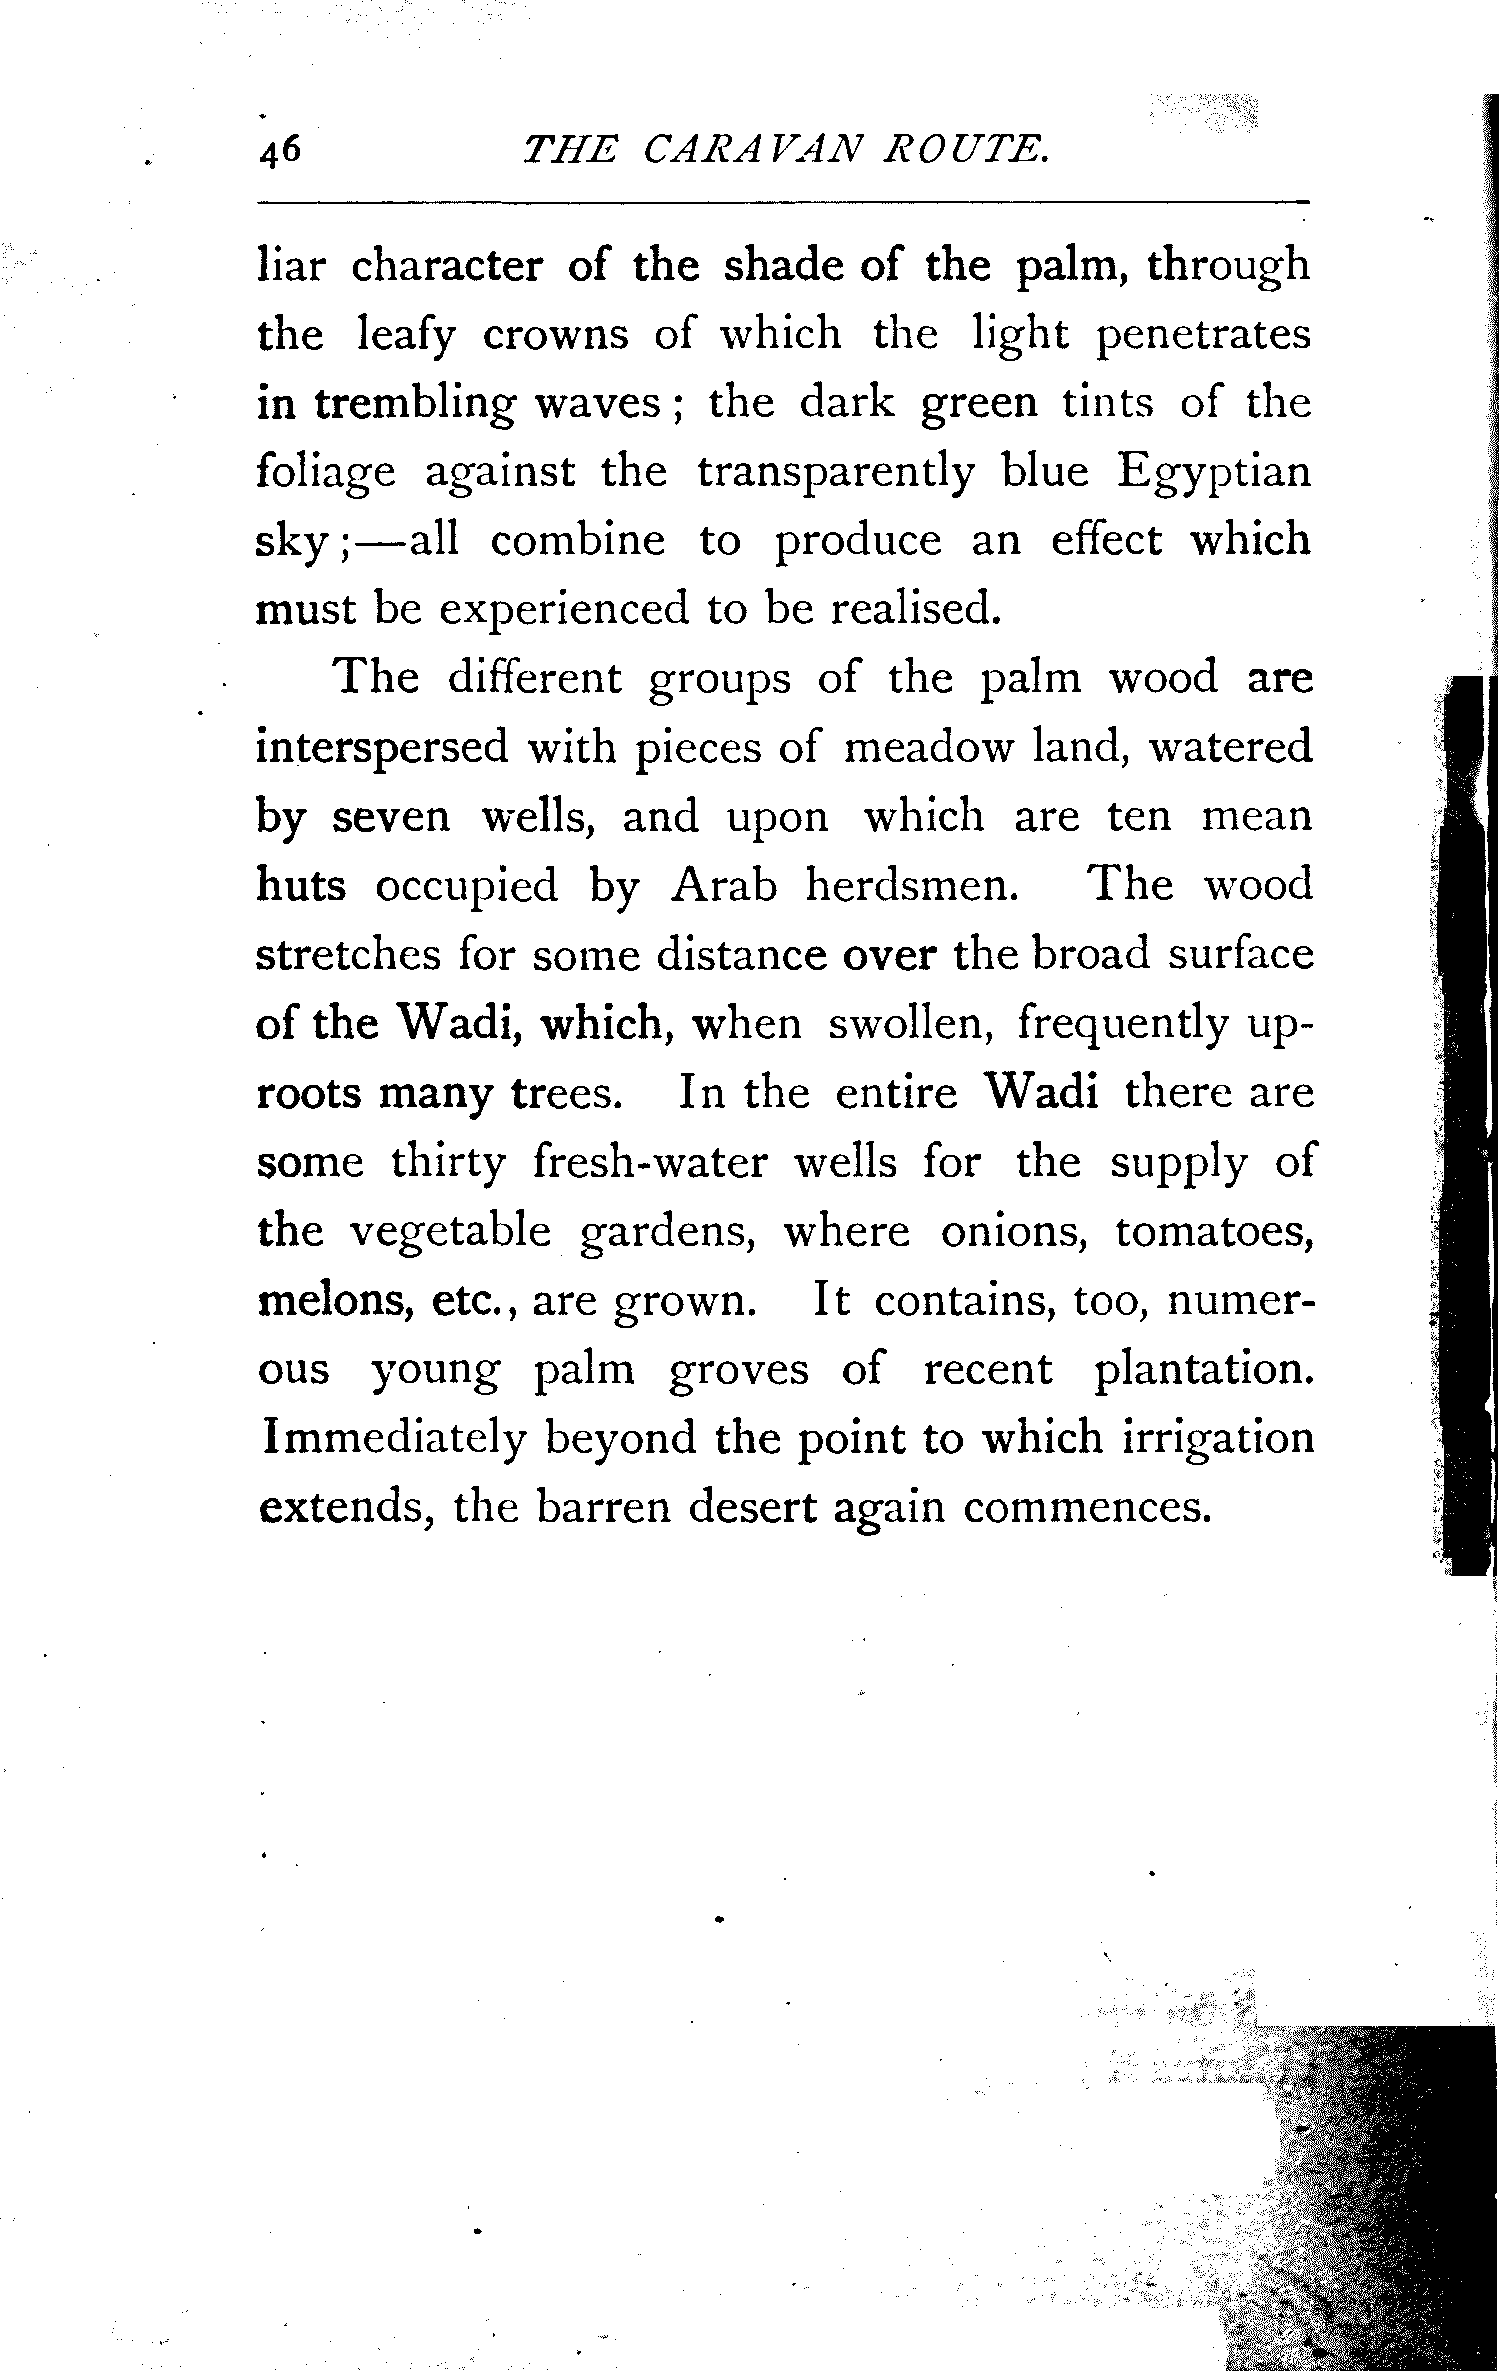 46 THE CARAVAN ROUTE.
liar character of the shade of the palm, through
the leafy crowns of which the light penetrates
in trembling waves ; the dark green tints of the
foliage against the transparently blue Egyptian
sky ;—all combine to produce an effect which
must be experienced to be realised.
The different groups of the palm wood are
interspersed with pieces of meadow land, watered
by seven wells, and upon which are ten mean
huts occupied by Arab herdsmen. The wood
stretches for some distance over the broad surface
of the Wadi, which, when swollen, frequently up-
roots many trees. In the entire Wadi there are
some thirty fresh-water wells for the supply of
the vegetable gardens, where onions, tomatoes,
melons, etc., are grown. It contains, too, numer-
ous young palm groves of recent plantation.
Immediately beyond the point to which irrigation
extends, the barren desert again commences.